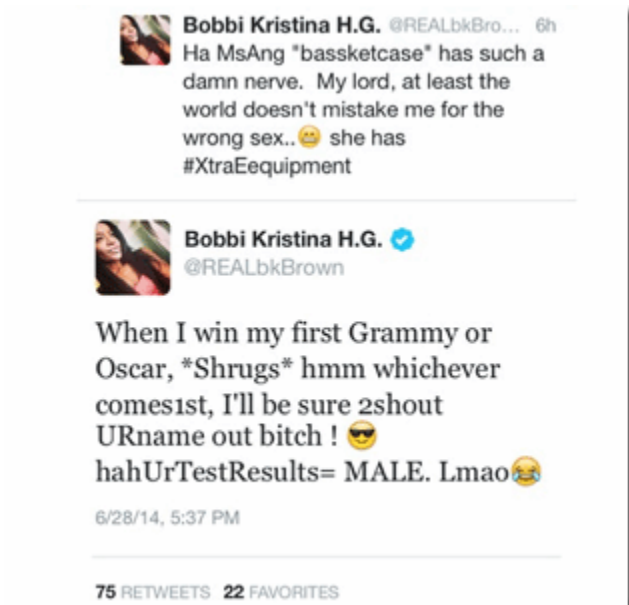 Bobbi Kristina H.G. @REALbkBro... 6h
Ha MsAng "bassketcase" has such a
damn nerve. My lord, at least the
world doesn't mistake me for the
wrong sex..😬 she has
#XtraEequipment
Bobbi Kristina H.G.
@REALbkBrown
When I win my first Grammy or
Oscar, *Shrugs* hmm whichever
comes1st, I'll be sure 2shout
URname out bitch ! 😎
hahUrTestResults= MALE. Lmao😂
6/28/14, 5:37 PM
75 RETWEETS 22 FAVORITES